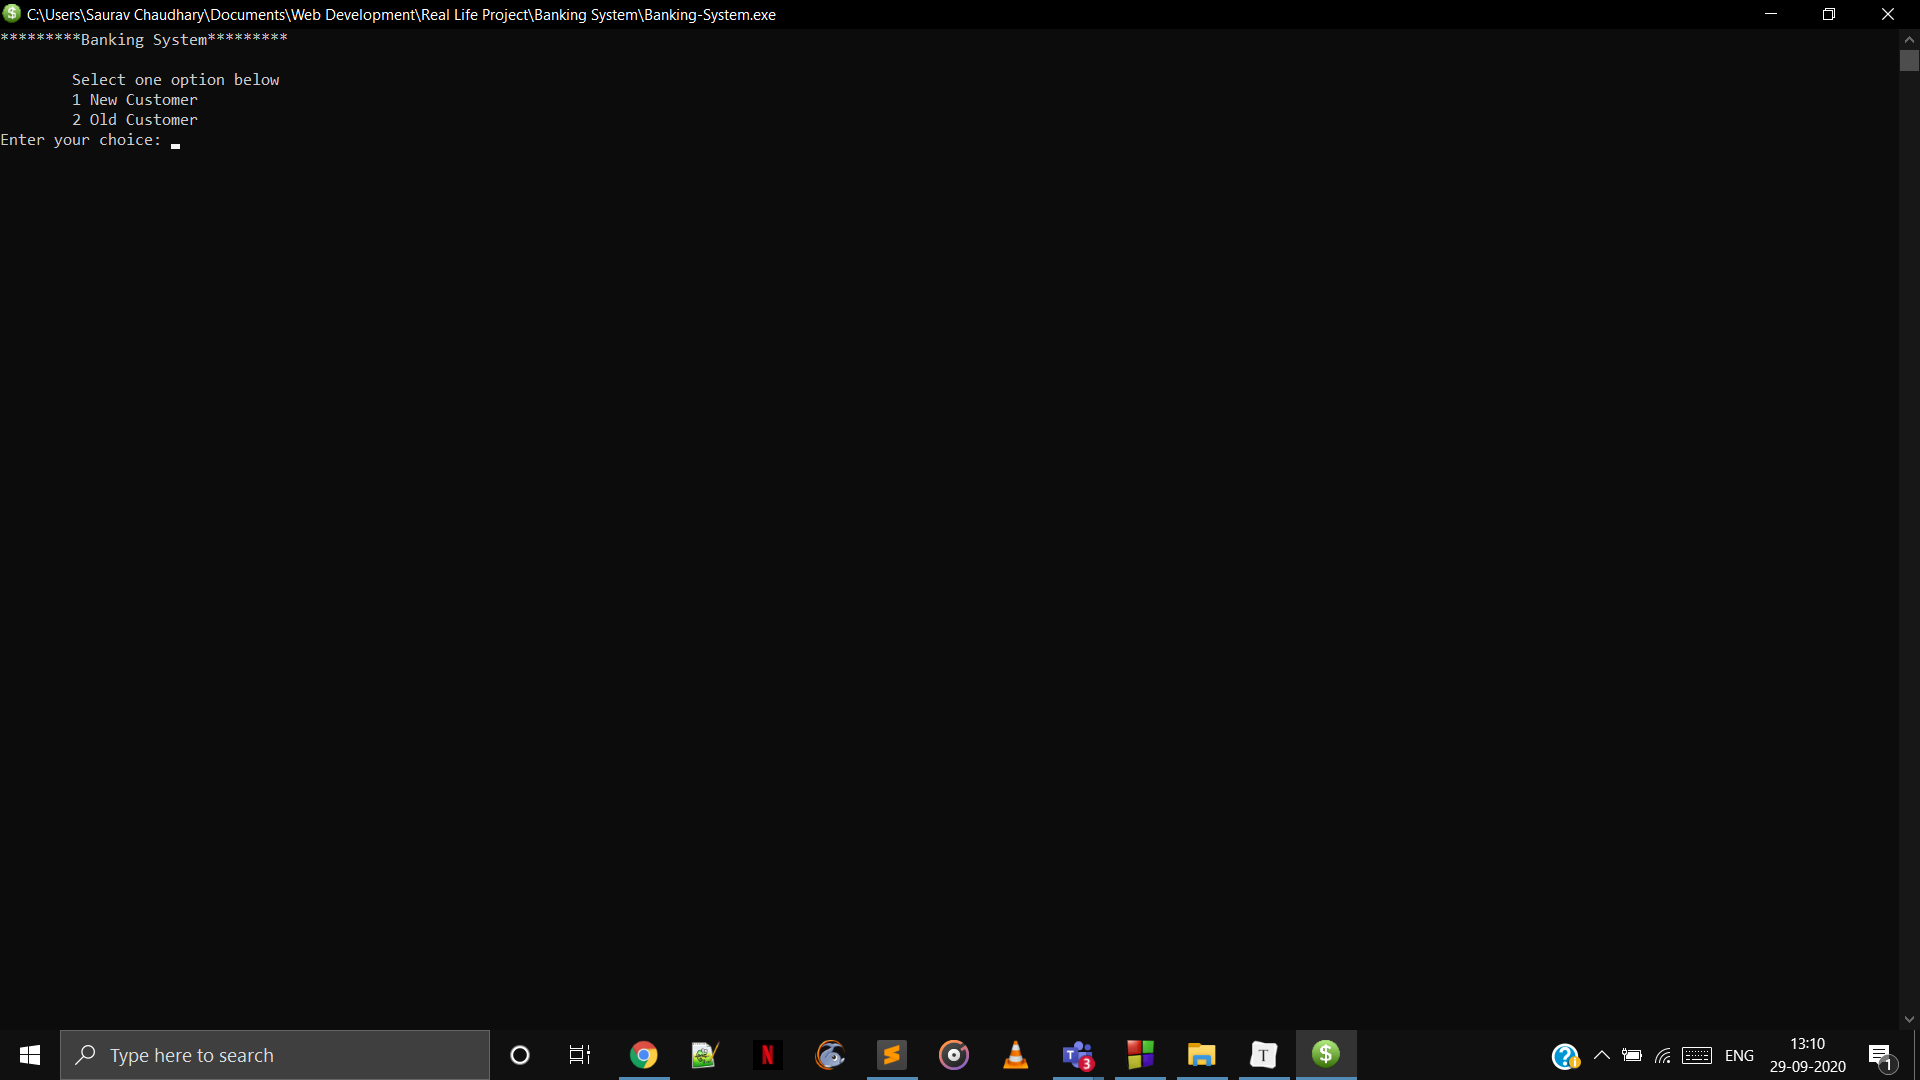 C:\Users\Saurav Chaudhary\Documents\Web Development\Real Life Project\Banking System\Banking-System.exe
*********Banking System*********
Select one option below
1 New Customer
2 Old Customer
Enter your choice:
Type here to search
N
T 3
T
$
ENG
13:10
29-09-2020
1